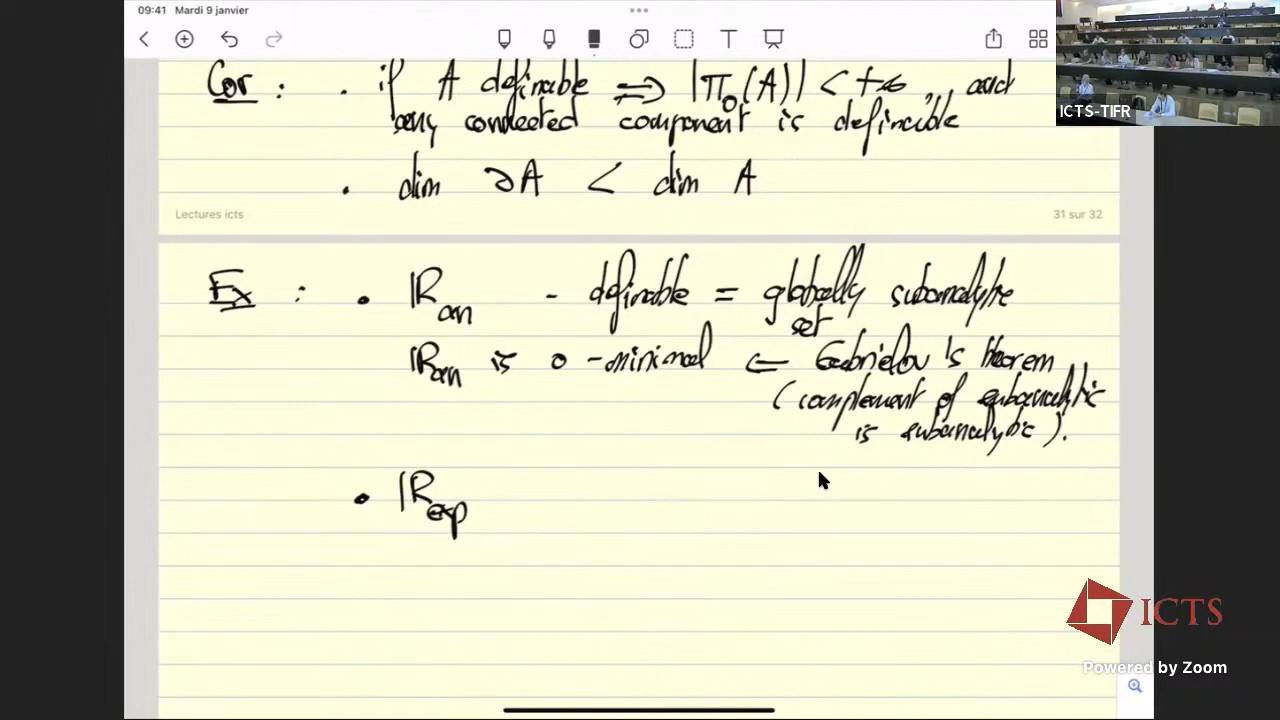 09:41 Mardi 9 janvier
Cor : . if A definable ⟹ |π₀(A)| < +∞, and
any connected component is definable
. dim ∂A < dim A
Lectures icts
31 sur 32
Ex : • ℝan - definable = globally subanalytic
set
ℝan is o-minimal ⟸ Gabrielov's theorem
(complement of subanalytic
is subanalytic).
• ℝexp
ICTS-TIFR
ICTS
Powered by Zoom